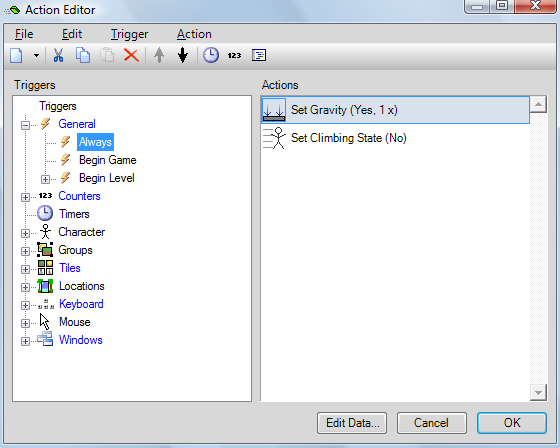 Action Editor
File Edit Trigger Action
123
Triggers
Triggers
General
Always
Begin Game
Begin Level
123 Counters
Timers
Character
Groups
Tiles
Locations
Keyboard
Mouse
Windows
Actions
Set Gravity (Yes, 1 x)
Set Climbing State (No)
Edit Data... Cancel OK